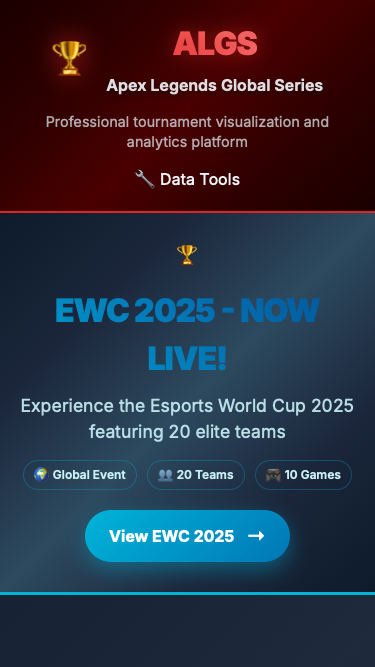 ALGS
Apex Legends Global Series
Professional tournament visualization and
analytics platform
🔧 Data Tools
EWC 2025 - NOW
LIVE!
Experience the Esports World Cup 2025
featuring 20 elite teams
🌍 Global Event
👥 20 Teams
🎮 10 Games
View EWC 2025 →